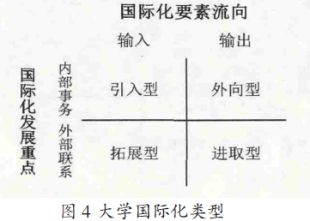 国际化要素流向
输入 输出
国际化发展重点
内部事务
引入型 外向型
外部联系
拓展型 进取型
图4 大学国际化类型